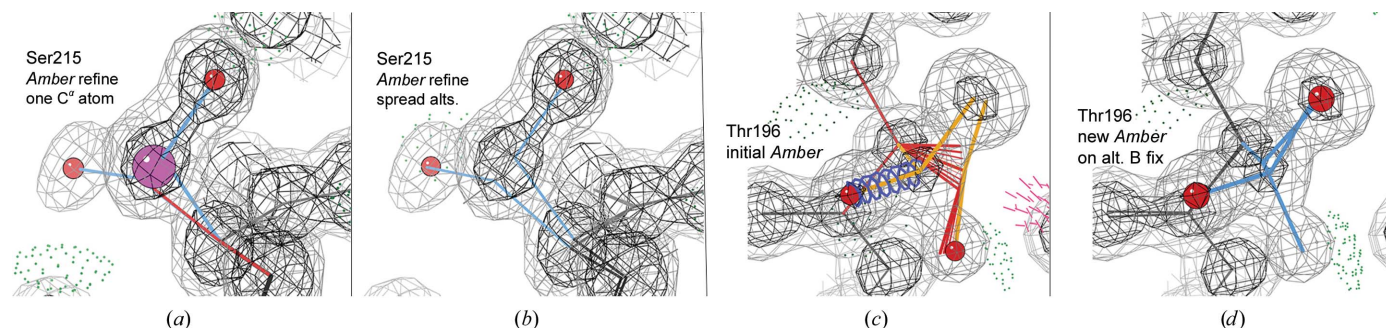 Ser215
Amber refine
one Cα atom
Ser215
Amber refine
spread alts.
Thr196
initial Amber
Thr196
new Amber
on alt. B fix
(a)
(b)
(c)
(d)